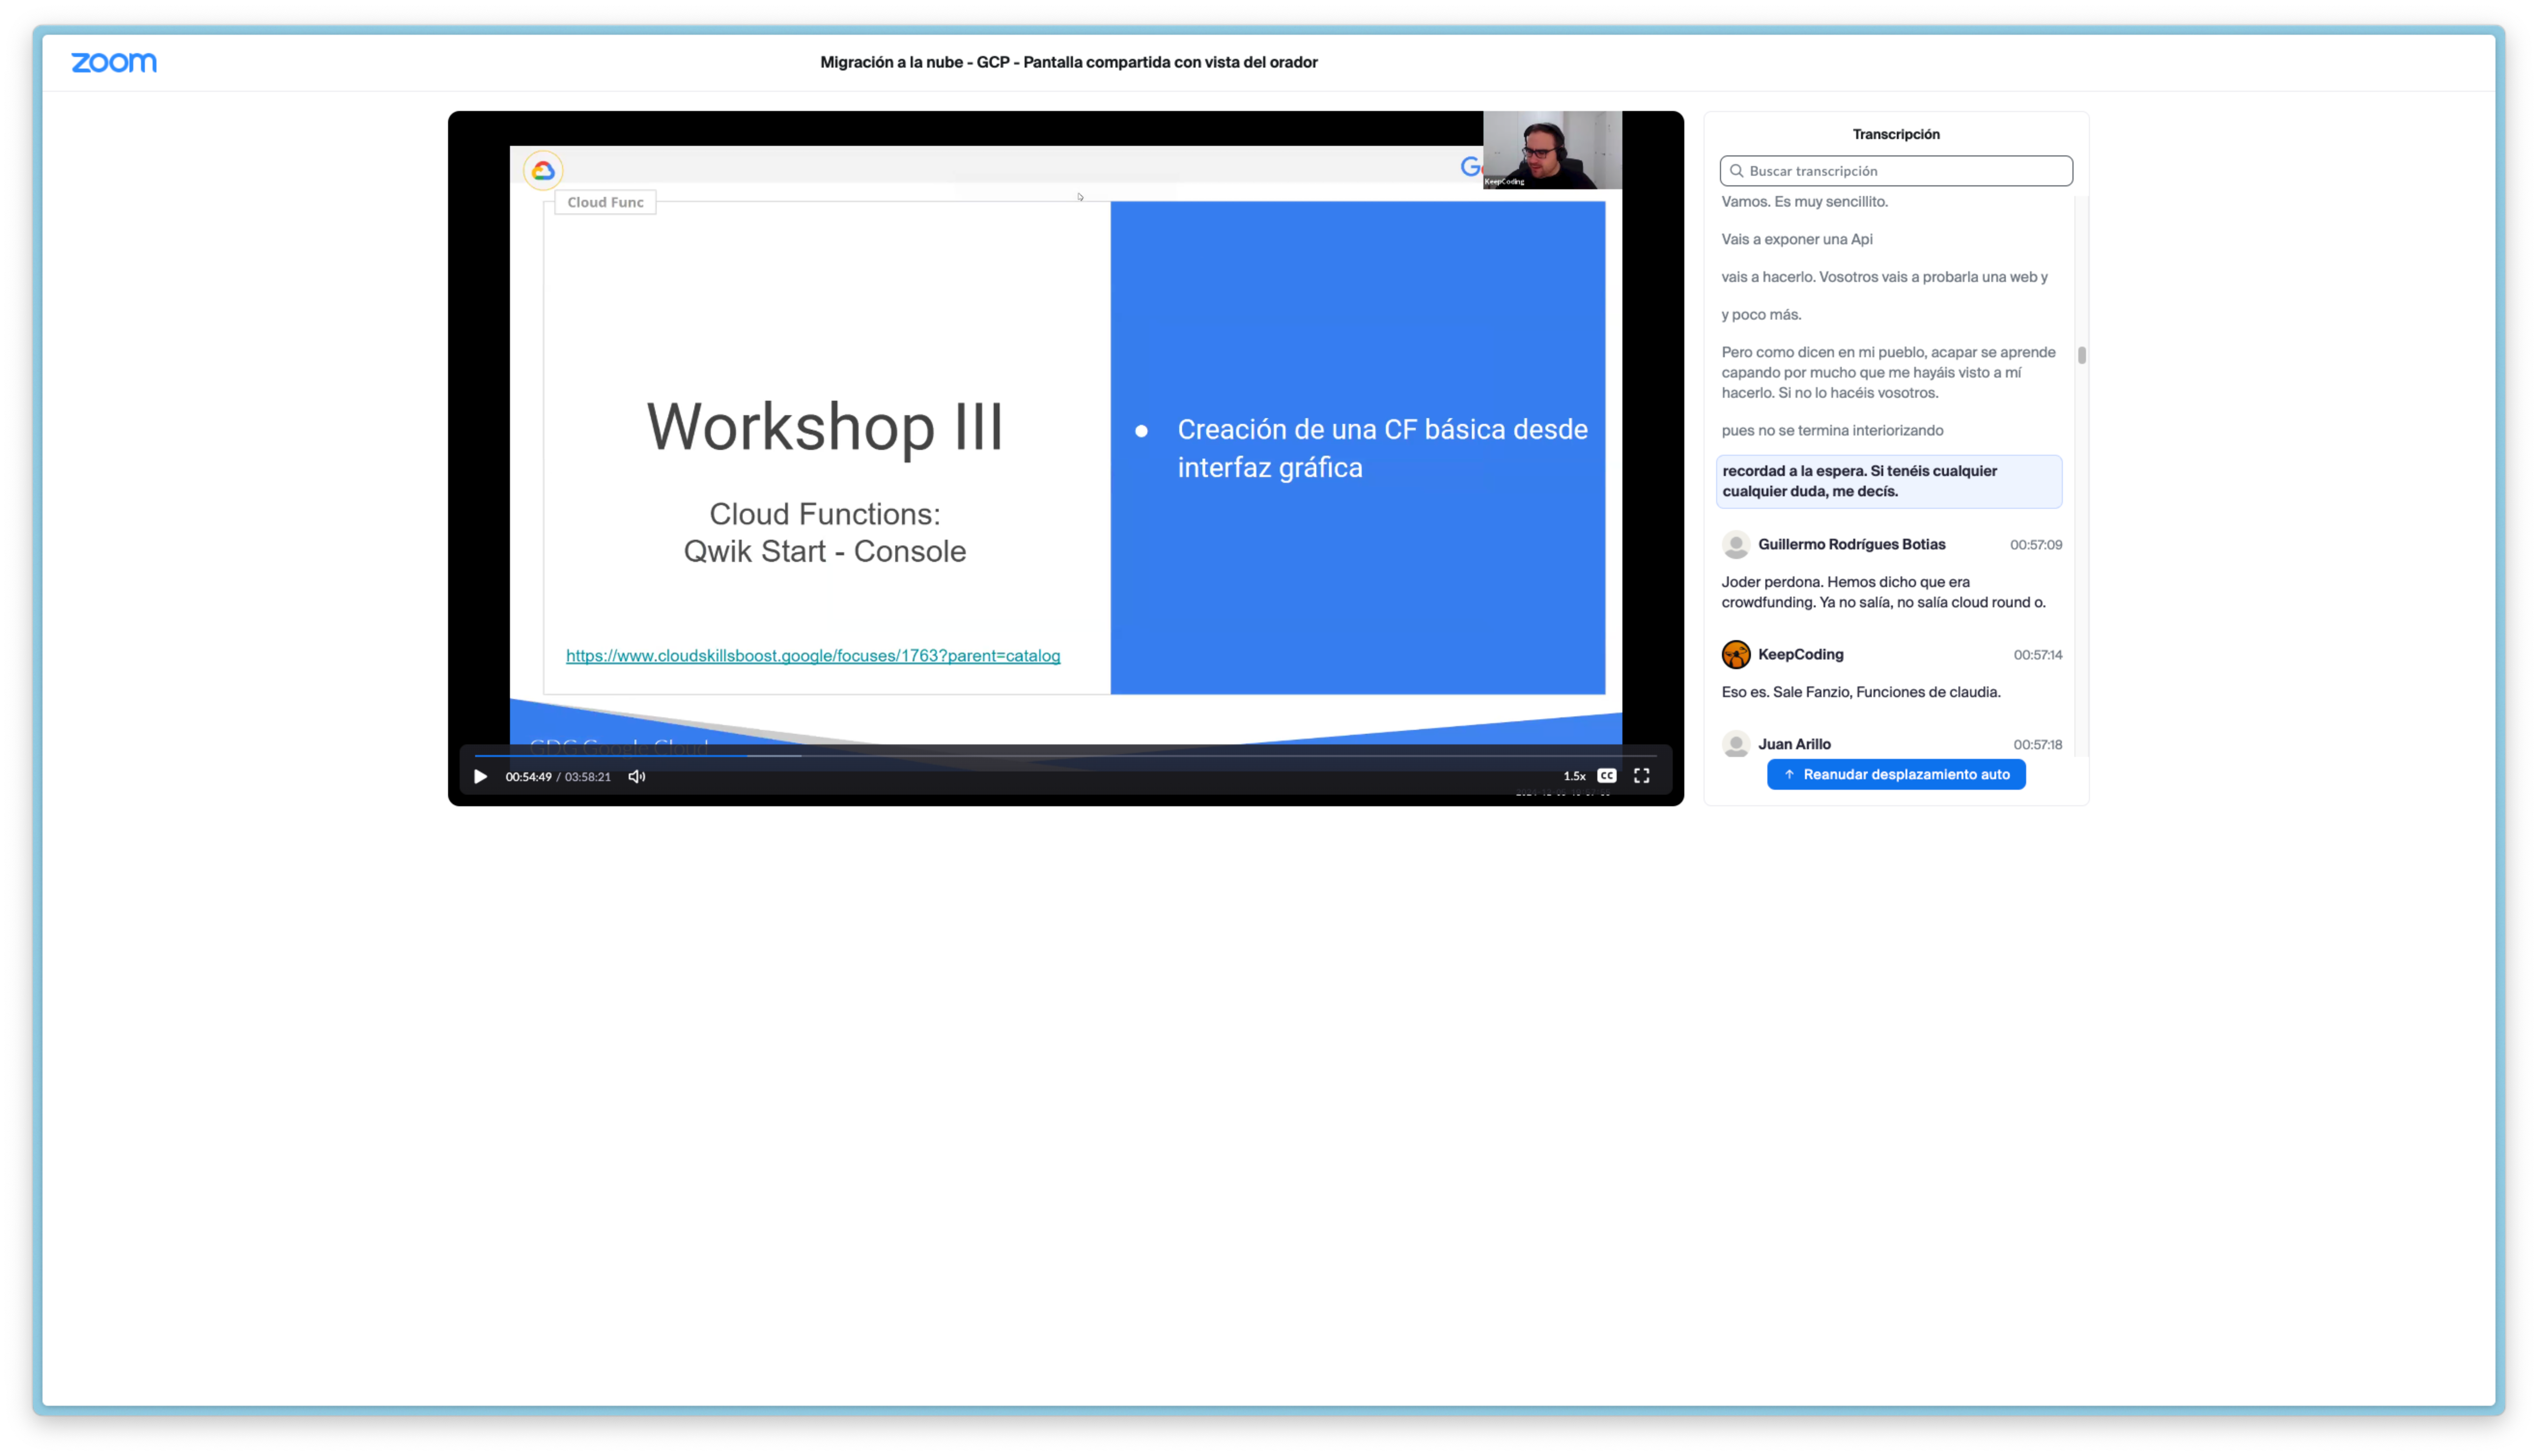 zoom
Migración a la nube - GCP - Pantalla compartida con vista del orador
KeepCoding
Cloud Func
Workshop III
Cloud Functions:
Qwik Start - Console
https://www.cloudskillsboost.google/focuses/1763?parent=catalog
● Creación de una CF básica desde
interfaz gráfica
GDG Google Cloud
00:54:49 / 03:58:21
1.5x
CC
Transcripción
Buscar transcripción
Vamos. Es muy sencillito.
Vais a exponer una Api
vais a hacerlo. Vosotros vais a probarla una web y
y poco más.
Pero como dicen en mi pueblo, acapar se aprende
capando por mucho que me hayáis visto a mí
hacerlo. Si no lo hacéis vosotros.
pues no se termina interiorizando
recordad a la espera. Si tenéis cualquier
cualquier duda, me decís.
Guillermo Rodrígues Botias 00:57:09
Joder perdona. Hemos dicho que era
crowdfunding. Ya no salía, no salía cloud round o.
KeepCoding 00:57:14
Eso es. Sale Fanzio, Funciones de claudia.
Juan Arillo 00:57:18
Reanudar desplazamiento auto